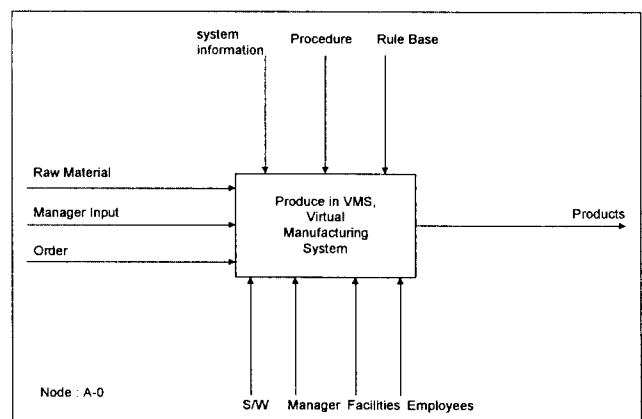 system
information
Procedure
Rule Base
Raw Material
Manager Input
Order
Produce in VMS,
Virtual
Manufacturing
System
Products
Node : A-0
S/W Manager Facilities Employees